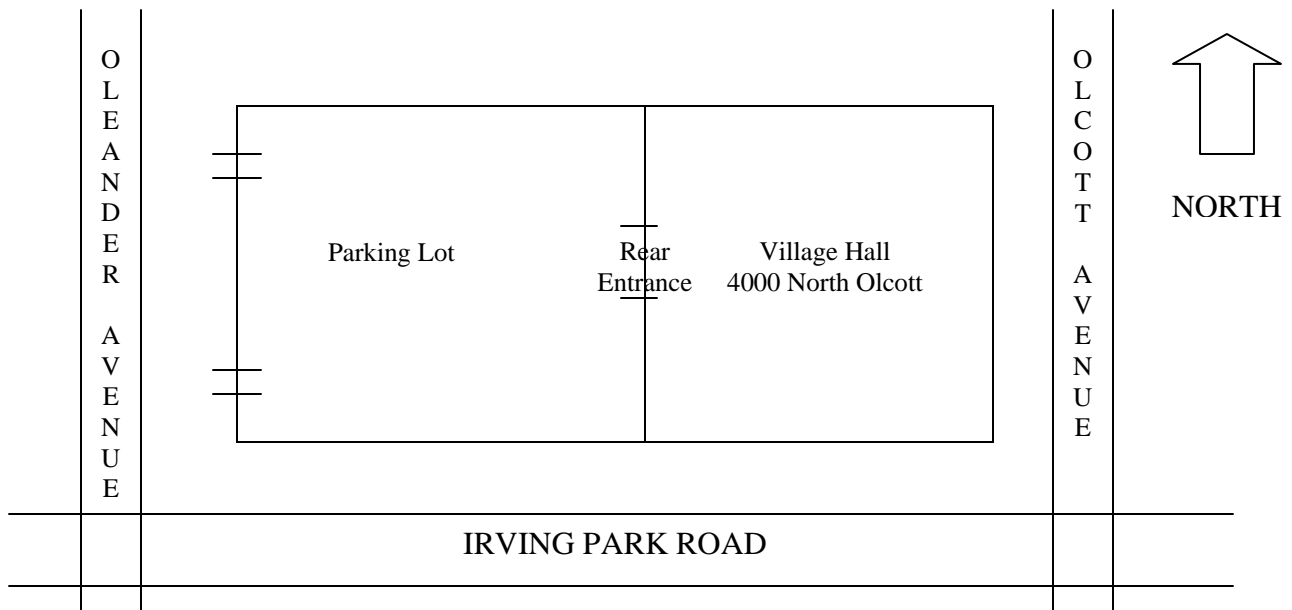 OLEANDER AVENUE
OLCOTT AVENUE
NORTH
Parking Lot
Rear
Entrance
Village Hall
4000 North Olcott
IRVING PARK ROAD